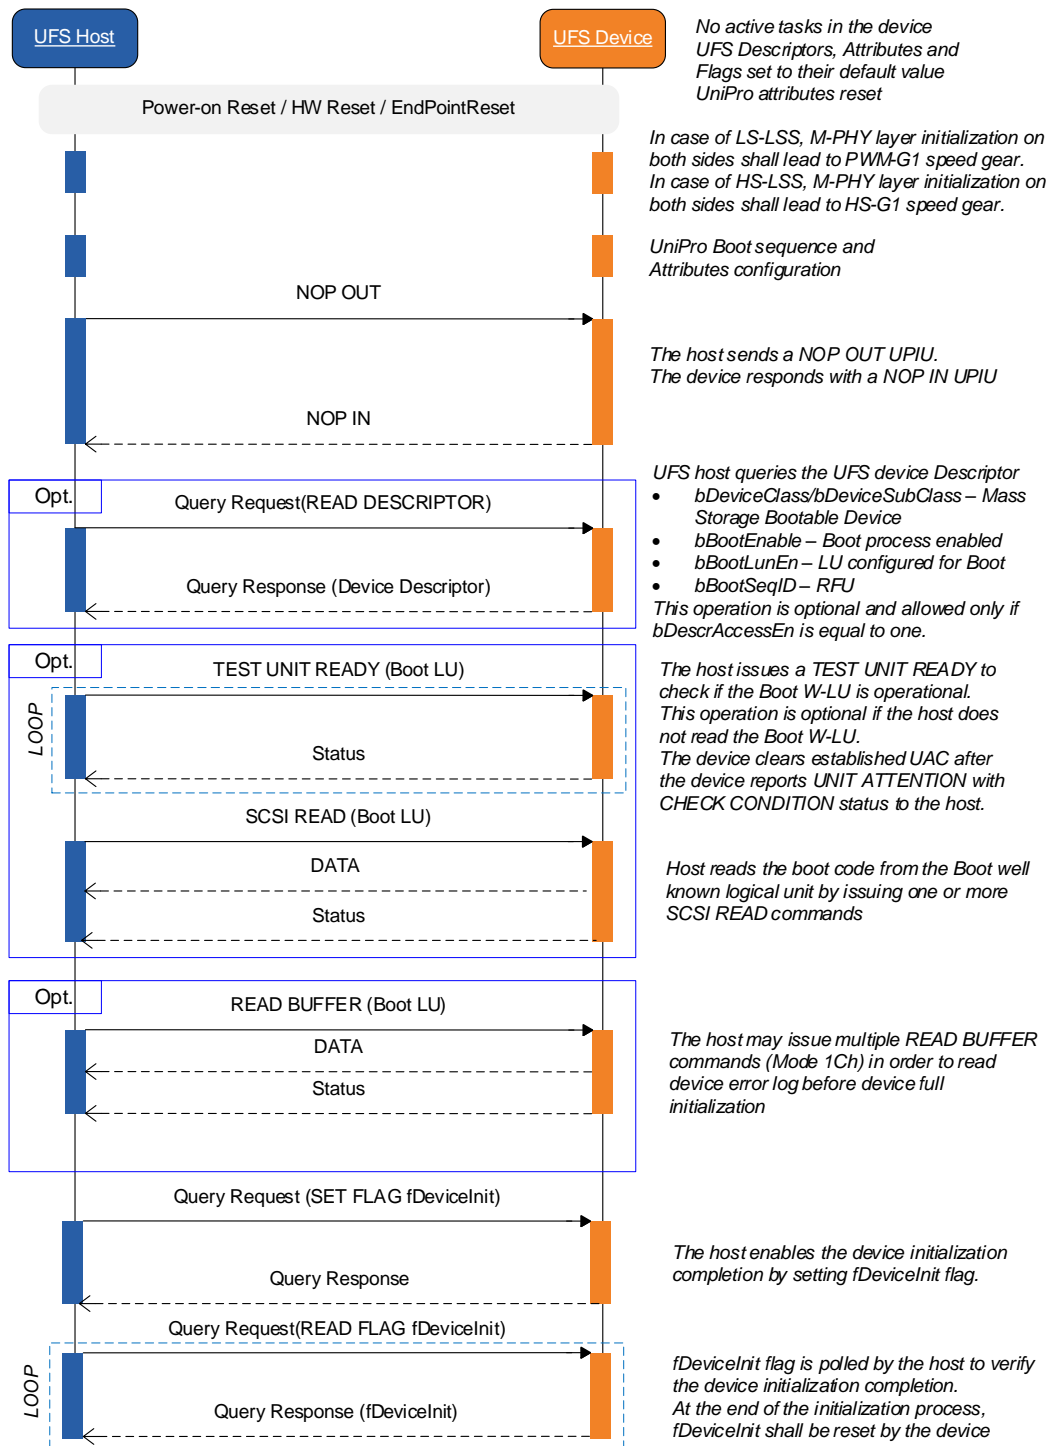 UFS Host
UFS Device
No active tasks in the device
UFS Descriptors, Attributes and
Flags set to their default value
UniPro attributes reset
Power-on Reset / HW Reset / EndPointReset
In case of LS-LSS, M-PHY layer initialization on
both sides shall lead to PWM-G1 speed gear.
In case of HS-LSS, M-PHY layer initialization on
both sides shall lead to HS-G1 speed gear.
UniPro Boot sequence and
Attributes configuration
NOP OUT
The host sends a NOP OUT UPIU.
The device responds with a NOP IN UPIU
NOP IN
Opt.
Query Request(READ DESCRIPTOR)
Query Response (Device Descriptor)
UFS host queries the UFS device Descriptor
• bDeviceClass/bDeviceSubClass – Mass
Storage Bootable Device
• bBootEnable – Boot process enabled
• bBootLunEn – LU configured for Boot
• bBootSeqID – RFU
This operation is optional and allowed only if
bDescrAccessEn is equal to one.
Opt.
TEST UNIT READY (Boot LU)
LOOP
Status
The host issues a TEST UNIT READY to
check if the Boot W-LU is operational.
This operation is optional if the host does
not read the Boot W-LU.
The device clears established UAC after
the device reports UNIT ATTENTION with
CHECK CONDITION status to the host.
SCSI READ (Boot LU)
DATA
Status
Host reads the boot code from the Boot well
known logical unit by issuing one or more
SCSI READ commands
Opt.
READ BUFFER (Boot LU)
DATA
Status
The host may issue multiple READ BUFFER
commands (Mode 1Ch) in order to read
device error log before device full
initialization
Query Request (SET FLAG fDeviceInit)
Query Response
The host enables the device initialization
completion by setting fDeviceInit flag.
Query Request(READ FLAG fDeviceInit)
LOOP
Query Response (fDeviceInit)
fDeviceInit flag is polled by the host to verify
the device initialization completion.
At the end of the initialization process,
fDeviceInit shall be reset by the device